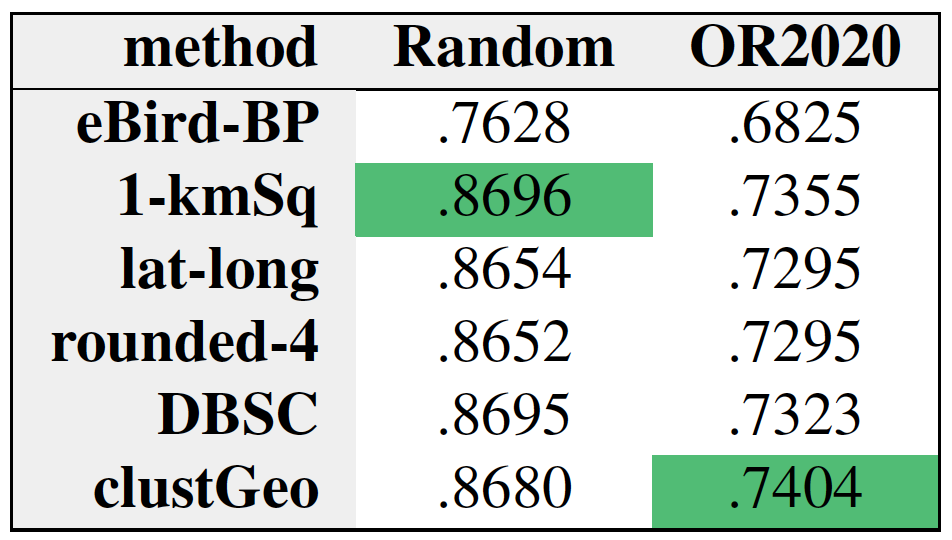 method Random OR2020
eBird-BP .7628 .6825
1-kmSq .8696 .7355
lat-long .8654 .7295
rounded-4 .8652 .7295
DBSC .8695 .7323
clustGeo .8680 .7404